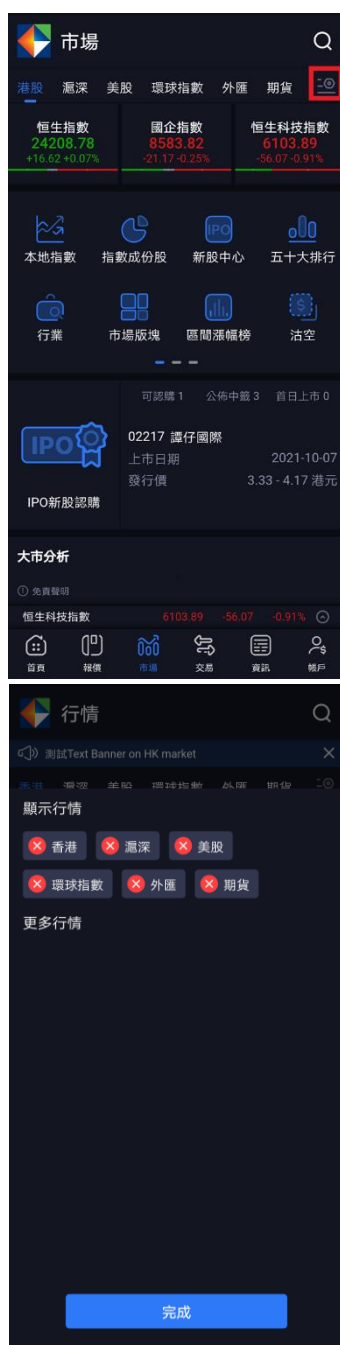 市場
港股 滬深 美股 環球指數 外匯 期貨
恒生指數 國企指數 恒生科技指數
24208.78 8583.82 6103.89
+16.62 +0.07% -21.17 -0.25% -56.07 -0.91%
IPO
本地指數 指數成份股 新股中心 五十大排行
行業 市場版塊 區間漲幅榜 沽空
可認購 1 公佈中籤 3 首日上市 0
IPO
02217 譚仔國際
上市日期 2021-10-07
發行價 3.33 - 4.17 港元
IPO新股認購
大市分析
免責聲明
恒生科技指數 6103.89 -56.07 -0.91%
首頁 報價 市場 交易 資訊 帳戶
行情
測試Text Banner on HK market
香港 滬深 美股 環球指數 外匯 期貨
顯示行情
香港 滬深 美股
環球指數 外匯 期貨
更多行情
完成